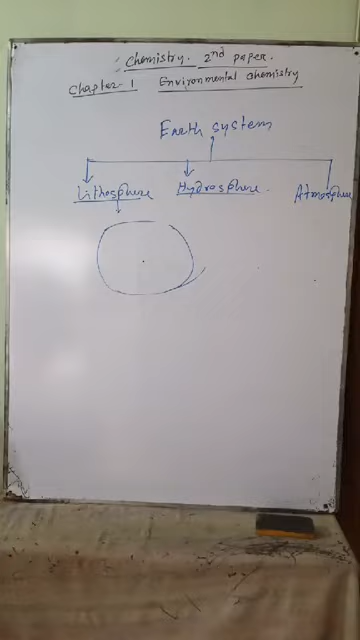 Chemistry. 2nd paper.
Chapter-1 Environmental chemistry
Earth system
Lithosphere Hydrosphere. Atmosphere